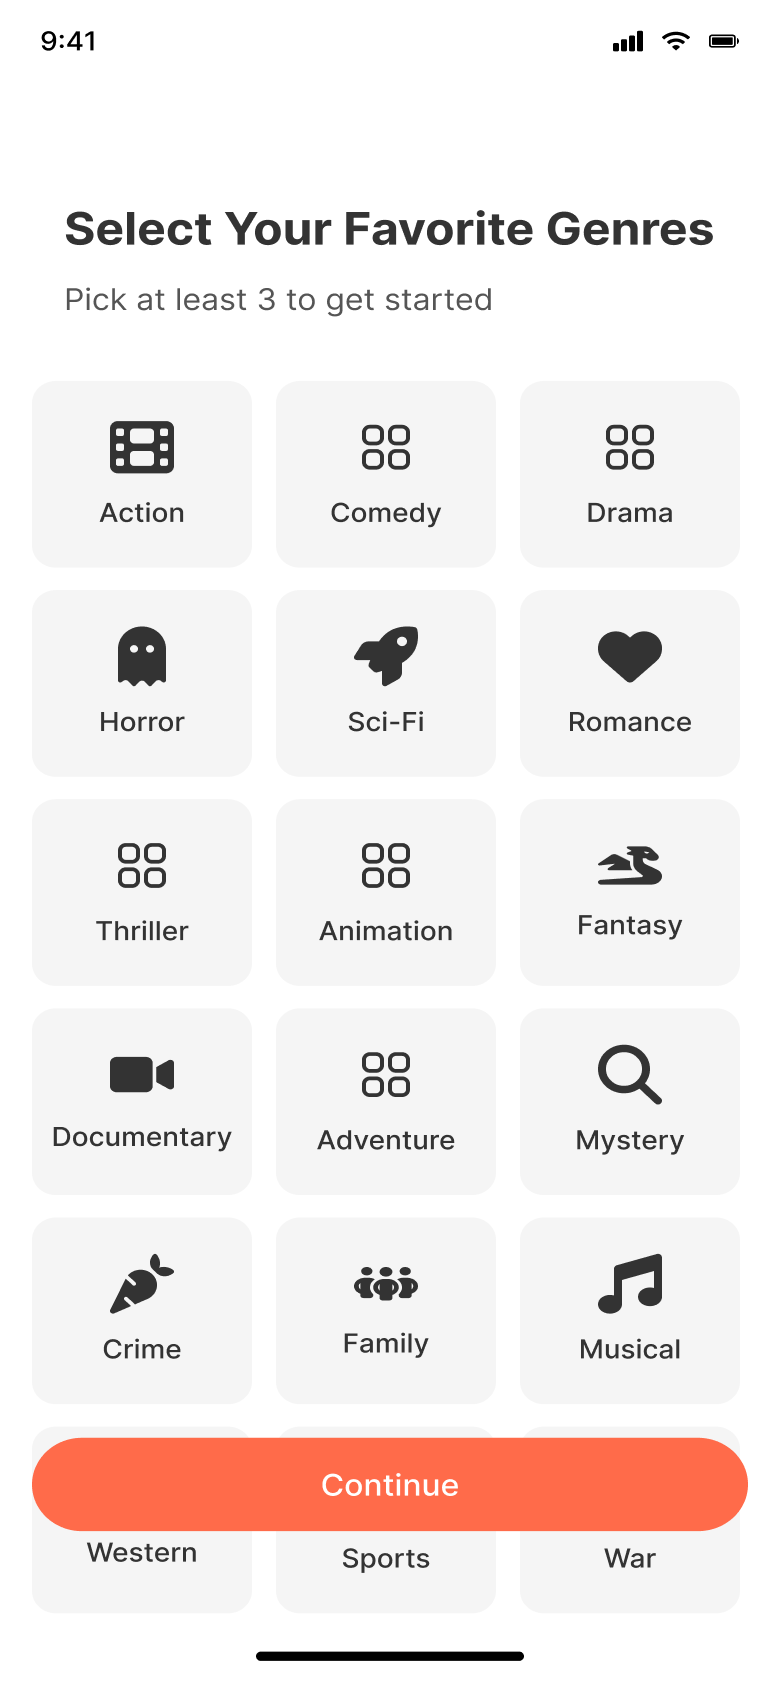 9:41
Select Your Favorite Genres
Pick at least 3 to get started
Action
Comedy
Drama
Horror
Sci-Fi
Romance
Thriller
Animation
Fantasy
Documentary
Adventure
Mystery
Crime
Family
Musical
Continue
Western
Sports
War